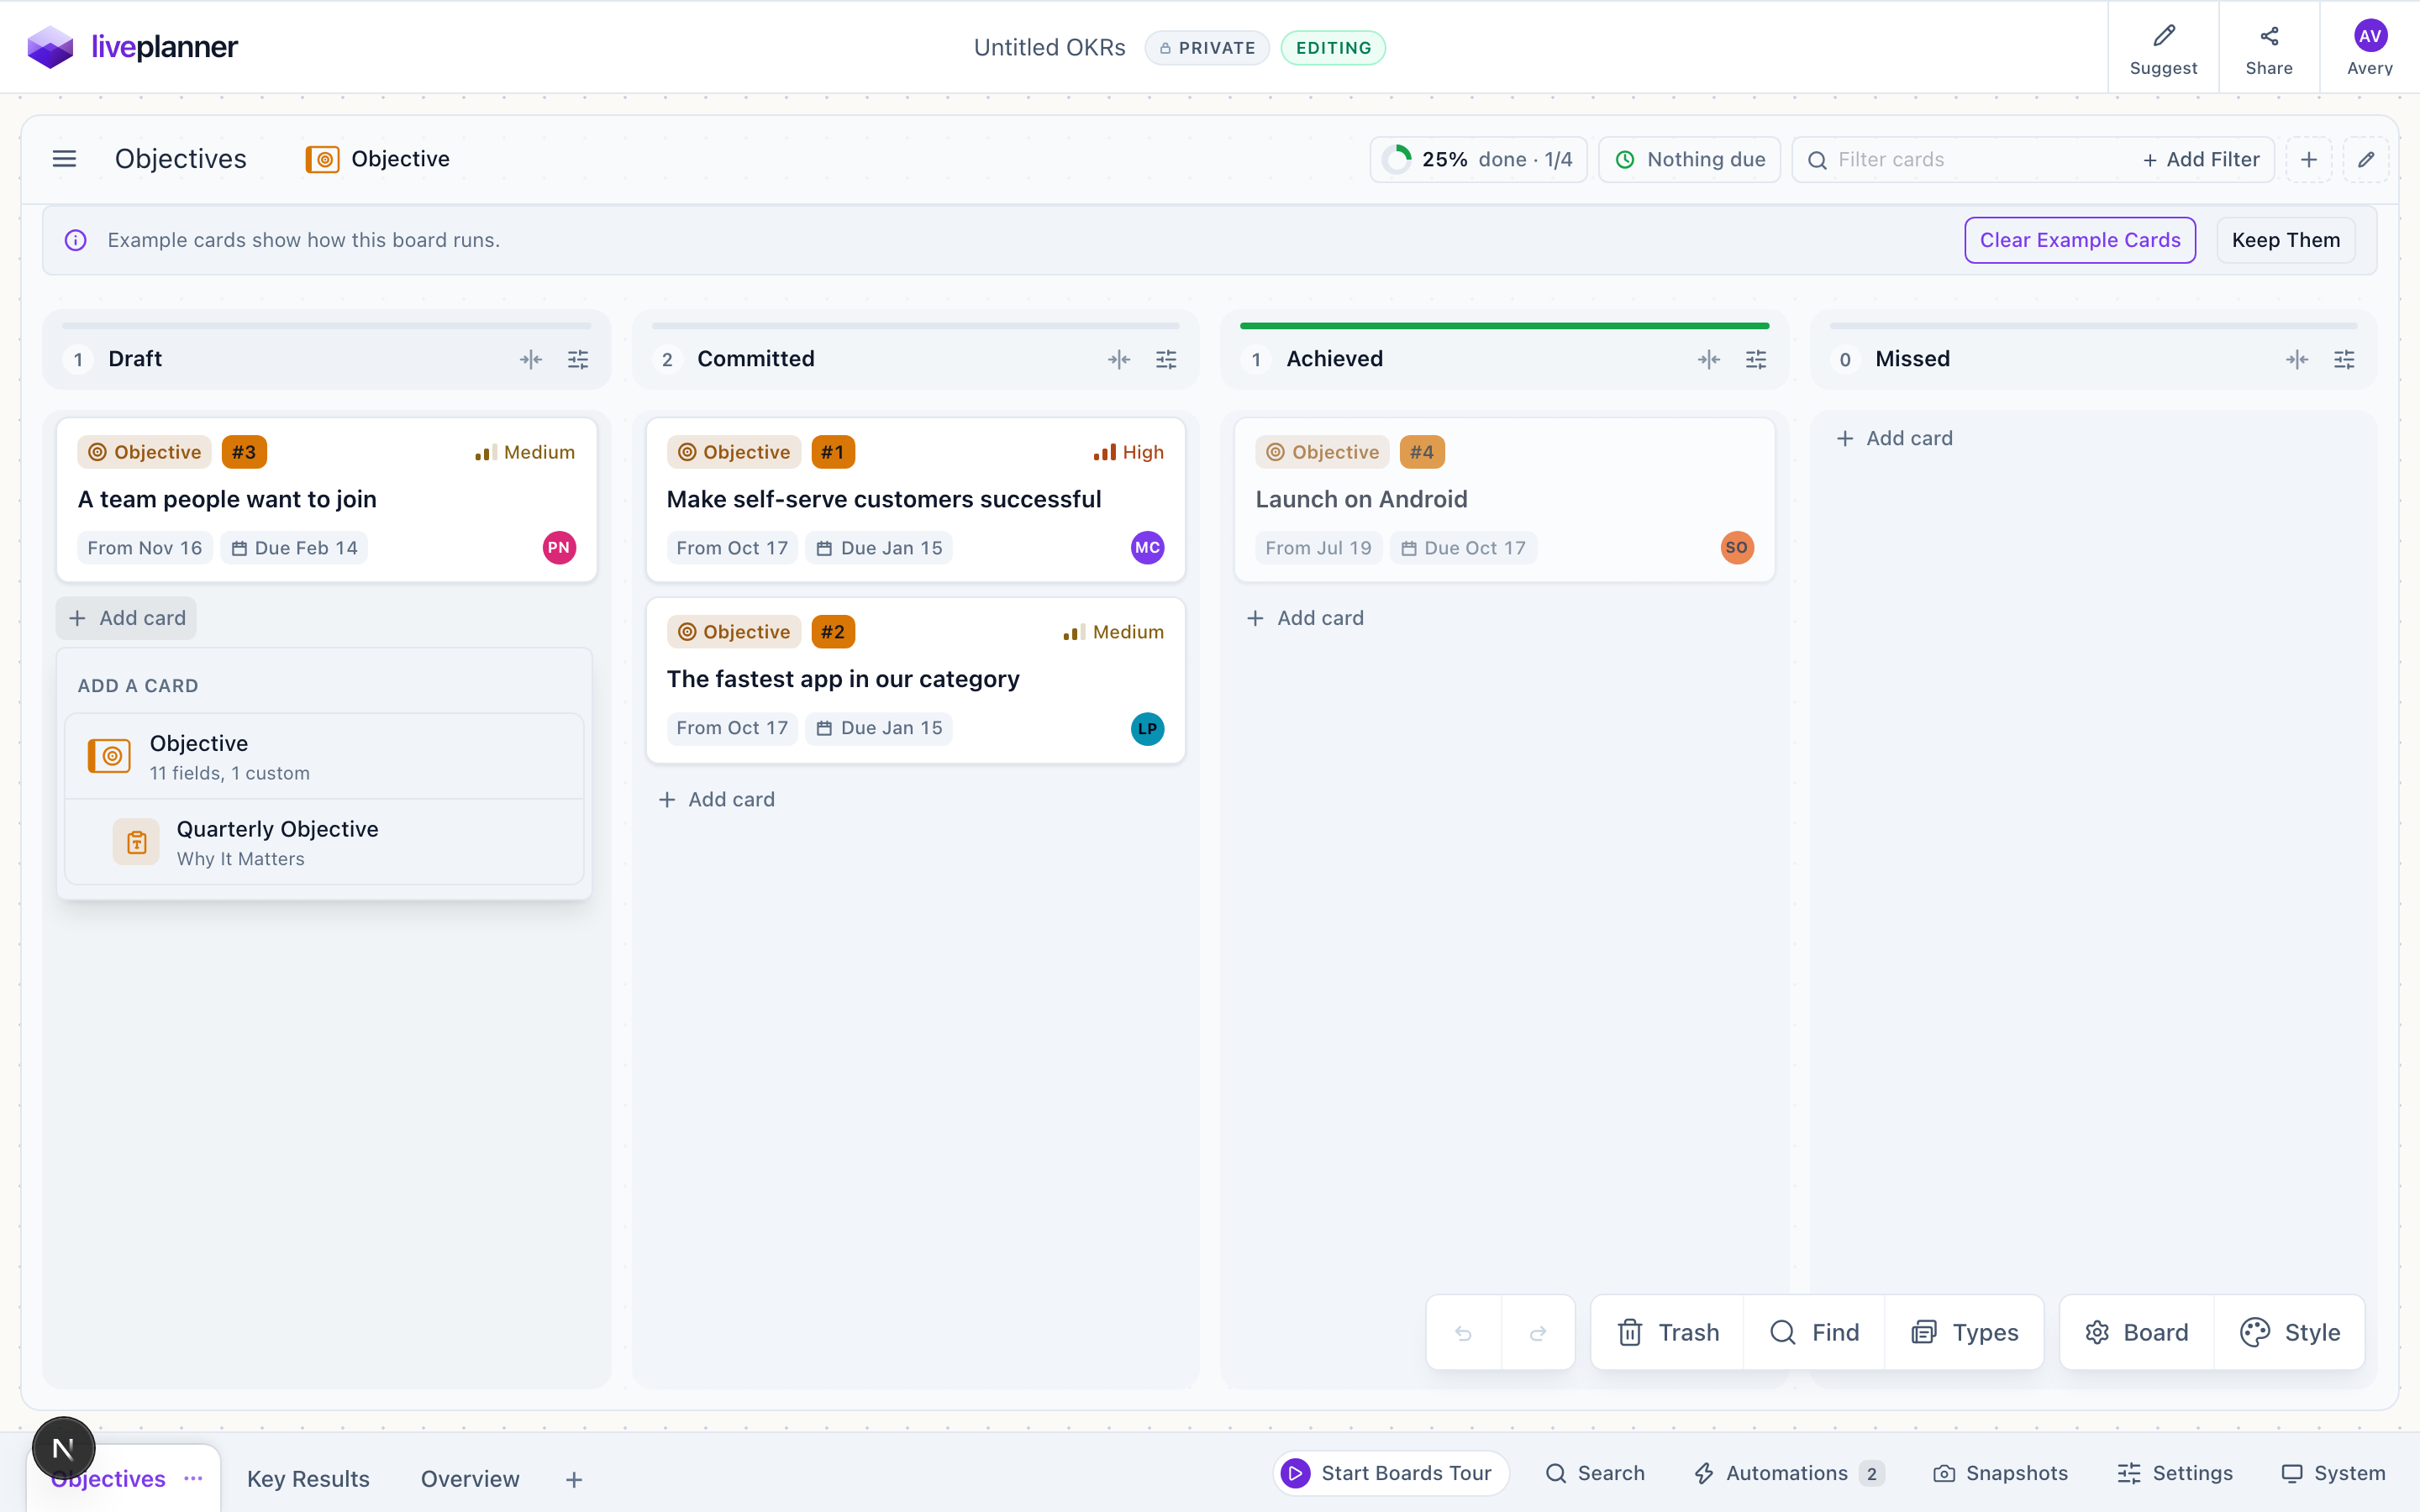 liveplanner
Untitled OKRs
PRIVATE
EDITING
Suggest
Share
AV
Avery
Objectives
Objective
25% done · 1/4
Nothing due
Filter cards
+ Add Filter
Example cards show how this board runs.
Clear Example Cards
Keep Them
1 Draft
Objective #3 Medium
A team people want to join
From Nov 16 Due Feb 14 PN
+ Add card
ADD A CARD
Objective
11 fields, 1 custom
Quarterly Objective
Why It Matters
2 Committed
Objective #1 High
Make self-serve customers successful
From Oct 17 Due Jan 15 MC
Objective #2 Medium
The fastest app in our category
From Oct 17 Due Jan 15 LP
+ Add card
1 Achieved
Objective #4
Launch on Android
From Jul 19 Due Oct 17 SO
+ Add card
0 Missed
+ Add card
Trash
Find
Types
Board
Style
N
Objectives ···
Key Results
Overview
+
Start Boards Tour
Search
Automations 2
Snapshots
Settings
System